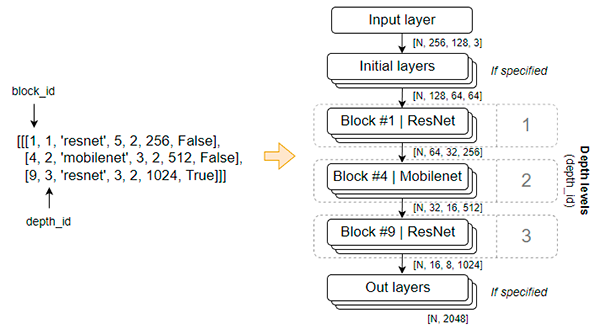 block_id
[[[1, 1, 'resnet', 5, 2, 256, False],
[4, 2, 'mobilenet', 3, 2, 512, False],
[9, 3, 'resnet', 3, 2, 1024, True]]]
depth_id
Input layer
[N, 256, 128, 3]
Initial layers
If specified
[N, 128, 64, 64]
Block #1 | ResNet
1
[N, 64, 32, 256]
Block #4 | Mobilenet
2
[N, 32, 16, 512]
Block #9 | ResNet
3
[N, 16, 8, 1024]
Out layers
If specified
[N, 2048]
Depth levels
(depth_id)